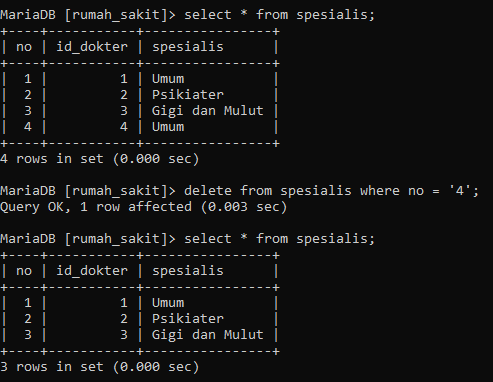 MariaDB [rumah_sakit]> select * from spesialis;
+----+-----------+----------------+
| no | id_dokter | spesialis      |
+----+-----------+----------------+
|  1 |         1 | Umum           |
|  2 |         2 | Psikiater      |
|  3 |         3 | Gigi dan Mulut |
|  4 |         4 | Umum           |
+----+-----------+----------------+
4 rows in set (0.000 sec)

MariaDB [rumah_sakit]> delete from spesialis where no = '4';
Query OK, 1 row affected (0.003 sec)

MariaDB [rumah_sakit]> select * from spesialis;
+----+-----------+----------------+
| no | id_dokter | spesialis      |
+----+-----------+----------------+
|  1 |         1 | Umum           |
|  2 |         2 | Psikiater      |
|  3 |         3 | Gigi dan Mulut |
+----+-----------+----------------+
3 rows in set (0.000 sec)